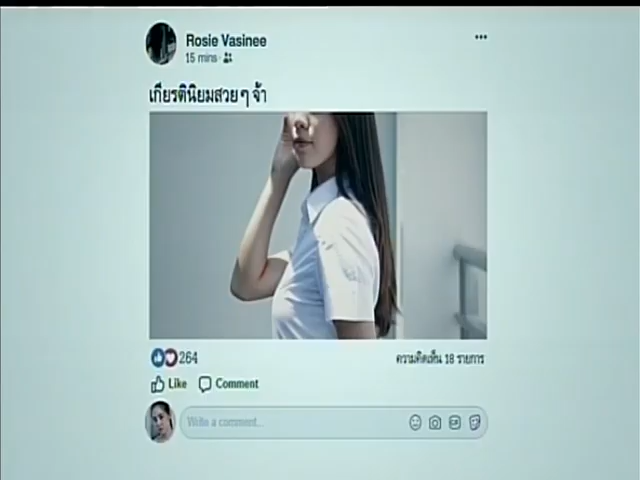 Rosie Vasinee
15 mins ·
เกียรตินิยมสวยๆ จ้า
264
ความคิดเห็น 18 รายการ
Like Comment
Write a comment...